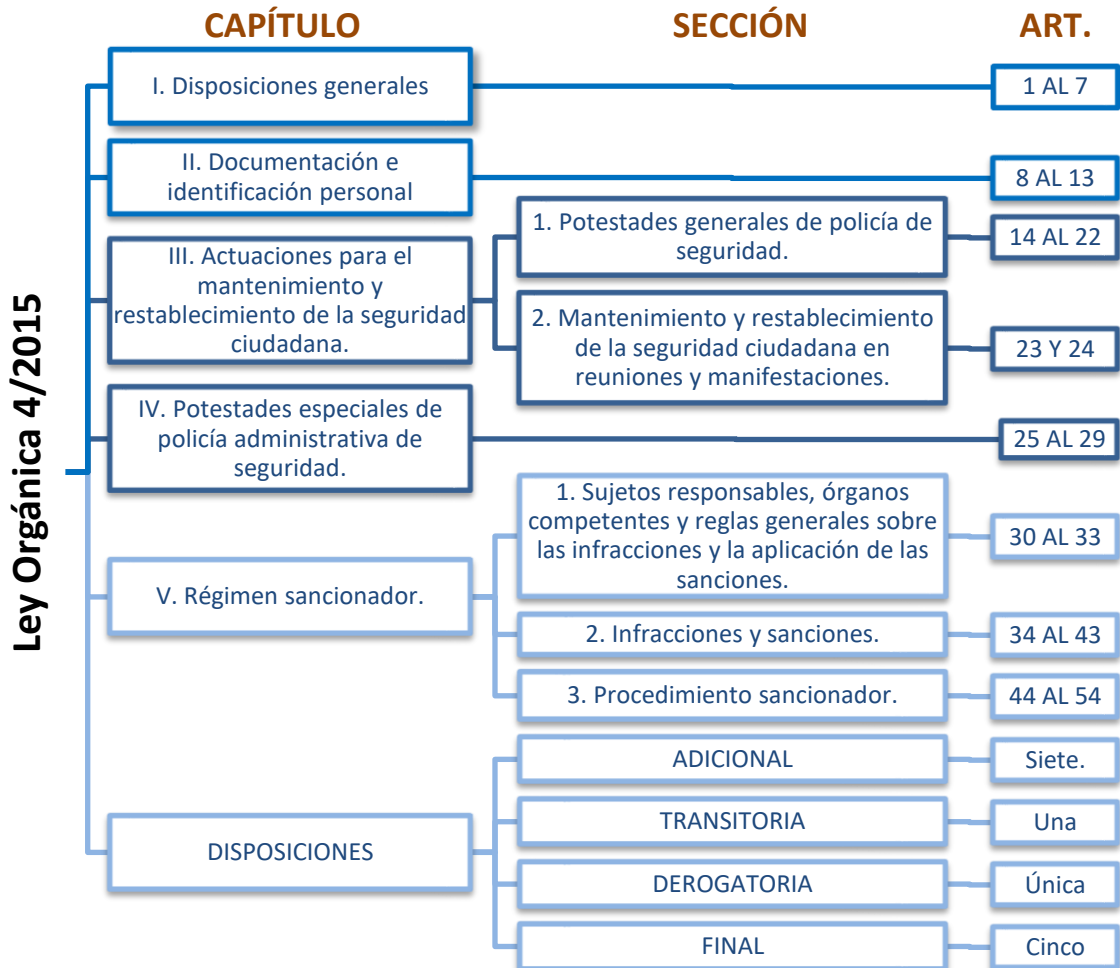 CAPÍTULO
SECCIÓN
ART.
Ley Orgánica 4/2015
I. Disposiciones generales
1 AL 7
II. Documentación e
identificación personal
8 AL 13
III. Actuaciones para el
mantenimiento y
restablecimiento de la seguridad
ciudadana.
1. Potestades generales de policía de
seguridad.
14 AL 22
2. Mantenimiento y restablecimiento
de la seguridad ciudadana en
reuniones y manifestaciones.
23 Y 24
IV. Potestades especiales de
policía administrativa de
seguridad.
25 AL 29
V. Régimen sancionador.
1. Sujetos responsables, órganos
competentes y reglas generales sobre
las infracciones y la aplicación de las
sanciones.
30 AL 33
2. Infracciones y sanciones.
34 AL 43
3. Procedimiento sancionador.
44 AL 54
DISPOSICIONES
ADICIONAL
Siete.
TRANSITORIA
Una
DEROGATORIA
Única
FINAL
Cinco